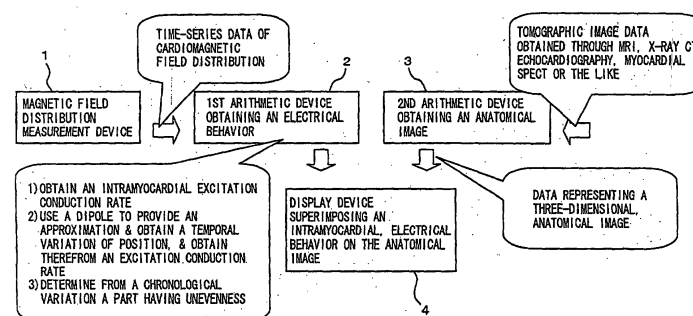 1
TIME-SERIES DATA OF
CARDIOMAGNETIC
FIELD DISTRIBUTION
2
3
TOMOGRAPHIC IMAGE DATA
OBTAINED THROUGH MRI, X-RAY C
ECHOCARDIOGRAPHY, MYOCARDIAL
SPECT OR THE LIKE
MAGNETIC FIELD
DISTRIBUTION
MEASUREMENT DEVICE
1ST ARITHMETIC DEVICE
OBTAINING AN ELECTRICAL
BEHAVIOR
2ND ARITHMETIC DEVICE
OBTAINING AN ANATOMICAL
IMAGE
1) OBTAIN AN INTRAMYOCARDIAL EXCITATION
CONDUCTION RATE
2) USE A DIPOLE TO PROVIDE AN
APPROXIMATION & OBTAIN A TEMPORAL
VARIATION OF POSITION, & OBTAIN
THEREFROM AN EXCITATION CONDUCTION
RATE
3) DETERMINE FROM A CHRONOLOGICAL
VARIATION A PART HAVING UNEVENNESS
DISPLAY DEVICE
SUPERIMPOSING AN
INTRAMYOCARDIAL, ELECTRICAL
BEHAVIOR ON THE ANATOMICAL
IMAGE
4
DATA REPRESENTING A
THREE-DIMENSIONAL,
ANATOMICAL IMAGE